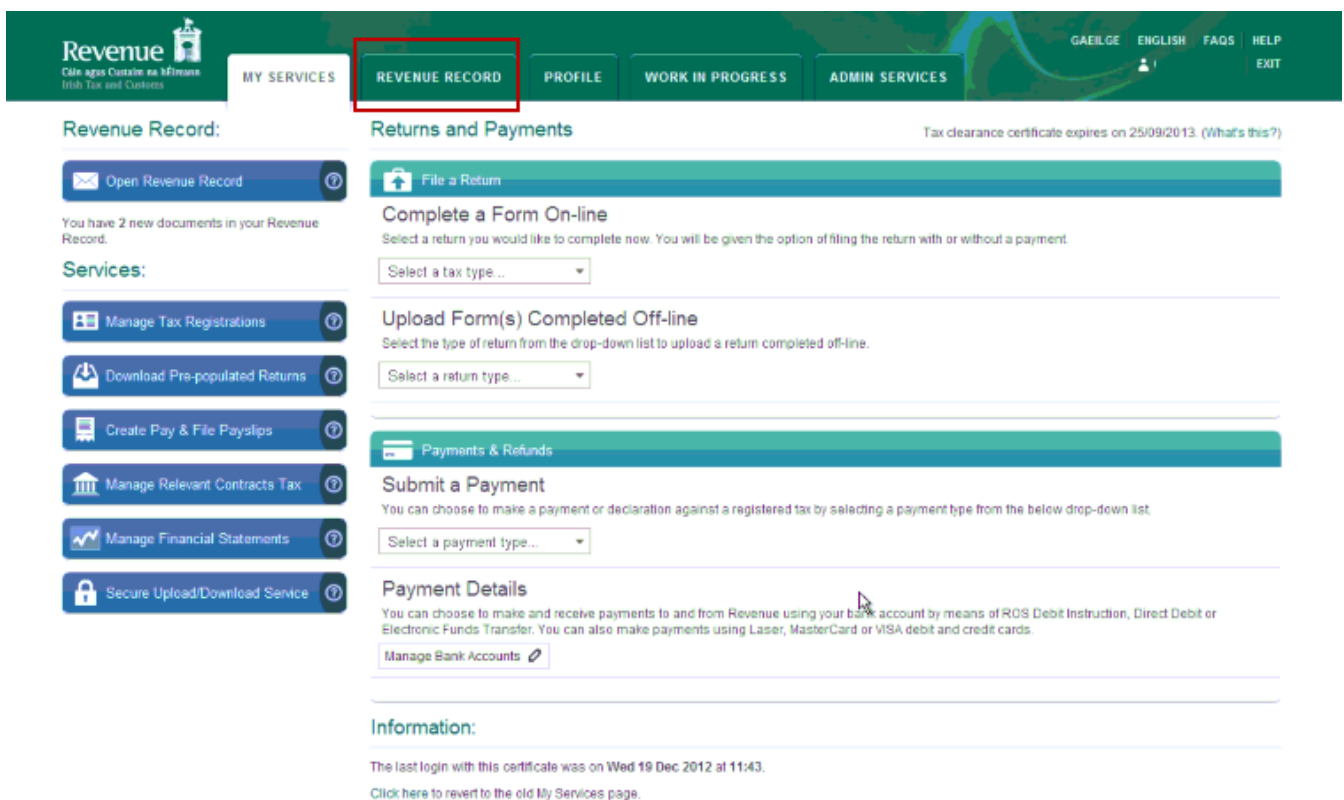 Revenue
Cáin agus Custaim na hÉireann
Irish Tax and Customs
MY SERVICES
REVENUE RECORD
PROFILE
WORK IN PROGRESS
ADMIN SERVICES
GAEILGE ENGLISH FAQS HELP
EXIT
Revenue Record:
Open Revenue Record
You have 2 new documents in your Revenue
Record.
Services:
Manage Tax Registrations
Download Pre-populated Returns
Create Pay & File Payslips
Manage Relevant Contracts Tax
Manage Financial Statements
Secure Upload/Download Service
Returns and Payments
Tax clearance certificate expires on 25/09/2013. (What's this?)
File a Return
Complete a Form On-line
Select a return you would like to complete now. You will be given the option of filing the return with or without a payment.
Select a tax type...
Upload Form(s) Completed Off-line
Select the type of return from the drop-down list to upload a return completed off-line.
Select a return type...
Payments & Refunds
Submit a Payment
You can choose to make a payment or declaration against a registered tax by selecting a payment type from the below drop-down list.
Select a payment type...
Payment Details
You can choose to make and receive payments to and from Revenue using your bank account by means of ROS Debit Instruction, Direct Debit or
Electronic Funds Transfer. You can also make payments using Laser, MasterCard or VISA debit and credit cards.
Manage Bank Accounts
Information:
The last login with this certificate was on Wed 19 Dec 2012 at 11:43.
Click here to revert to the old My Services page.